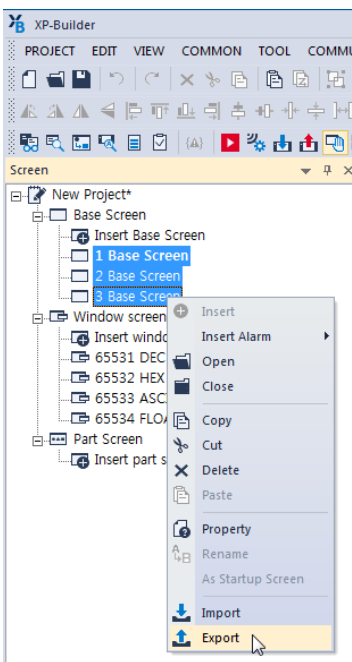 XP-Builder
PROJECT EDIT VIEW COMMON TOOL COMMU
Screen
New Project*
Base Screen
Insert Base Screen
1 Base Screen
2 Base Screen
3 Base Screen
Window screen
Insert windo
65531 DEC
65532 HEX
65533 ASC
65534 FLOA
Part Screen
Insert part s
Insert
Insert Alarm
Open
Close
Copy
Cut
Delete
Paste
Property
Rename
As Startup Screen
Import
Export